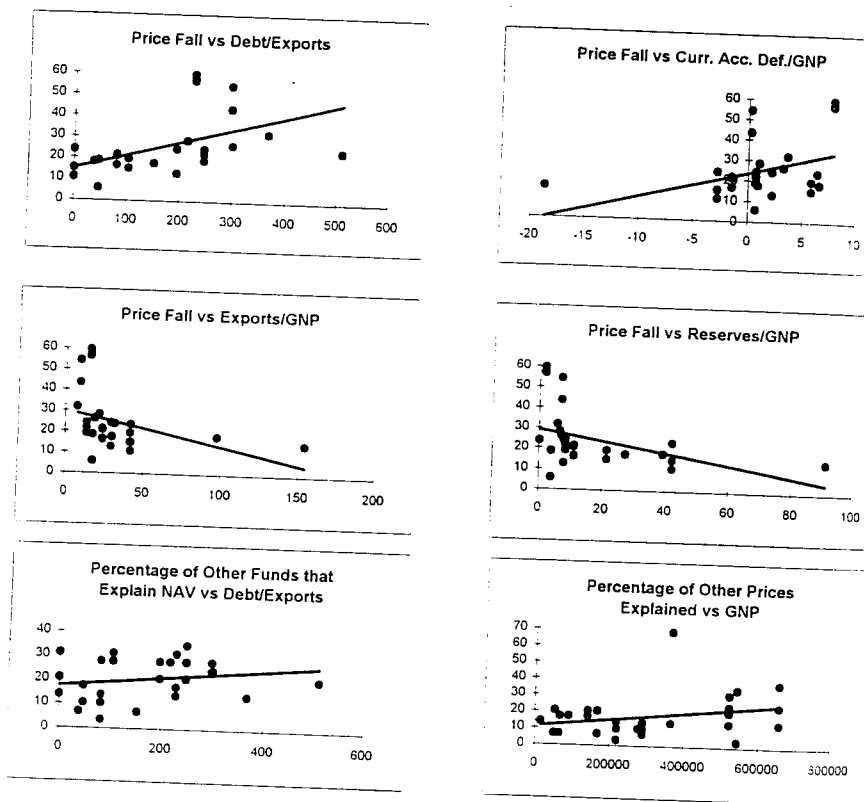 Price Fall vs Debt/Exports
60
50
40
30
20
10
0
0 100 200 300 400 500 600
Price Fall vs Curr. Acc. Def./GNP
60
50
40
30
20
10
0
-20 -10 0 10
Price Fall vs Exports/GNP
60
50
40
30
20
10
0
0 50 100 150 200
Price Fall vs Reserves/GNP
60
50
40
30
20
10
0
0 20 40 60 80 100
Percentage of Other Funds that
Explain NAV vs Debt/Exports
40
30
20
10
0
0 200 400 600
Percentage of Other Prices
Explained vs GNP
70
60
50
40
30
20
10
0
0 200000 400000 600000 800000